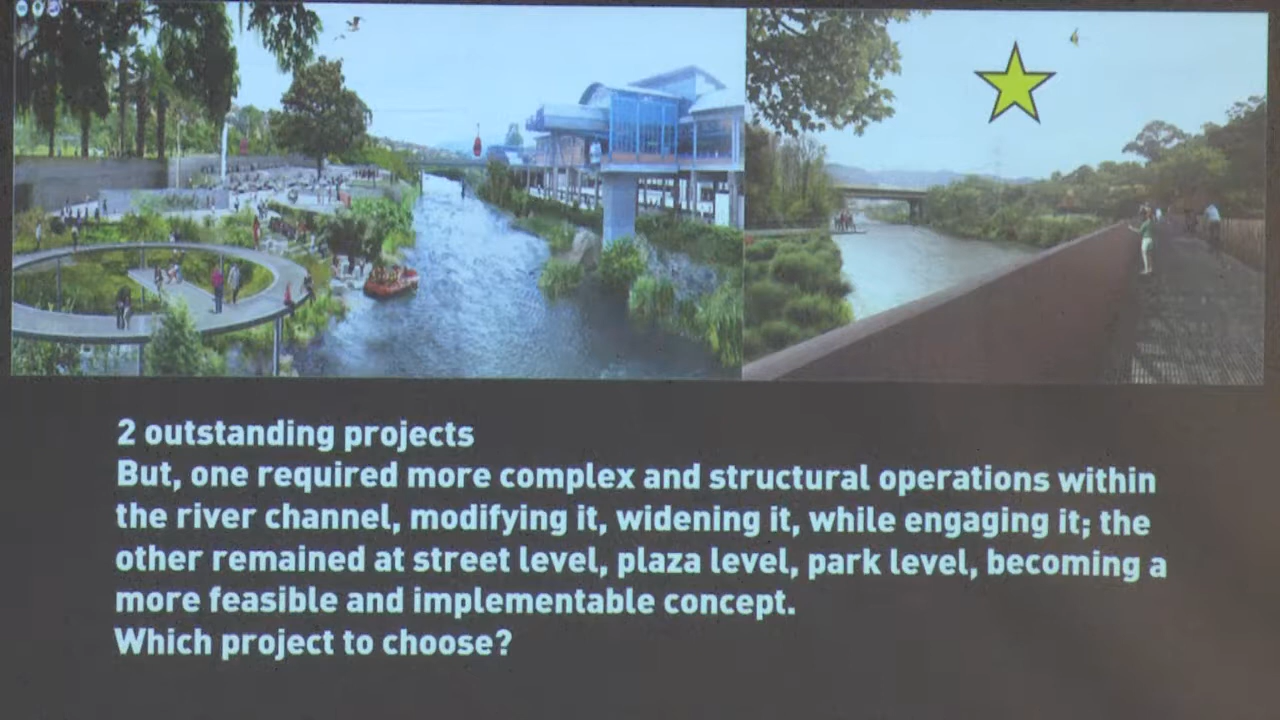 2 outstanding projects
But, one required more complex and structural operations within
the river channel, modifying it, widening it, while engaging it; the
other remained at street level, plaza level, park level, becoming a
more feasible and implementable concept.
Which project to choose?